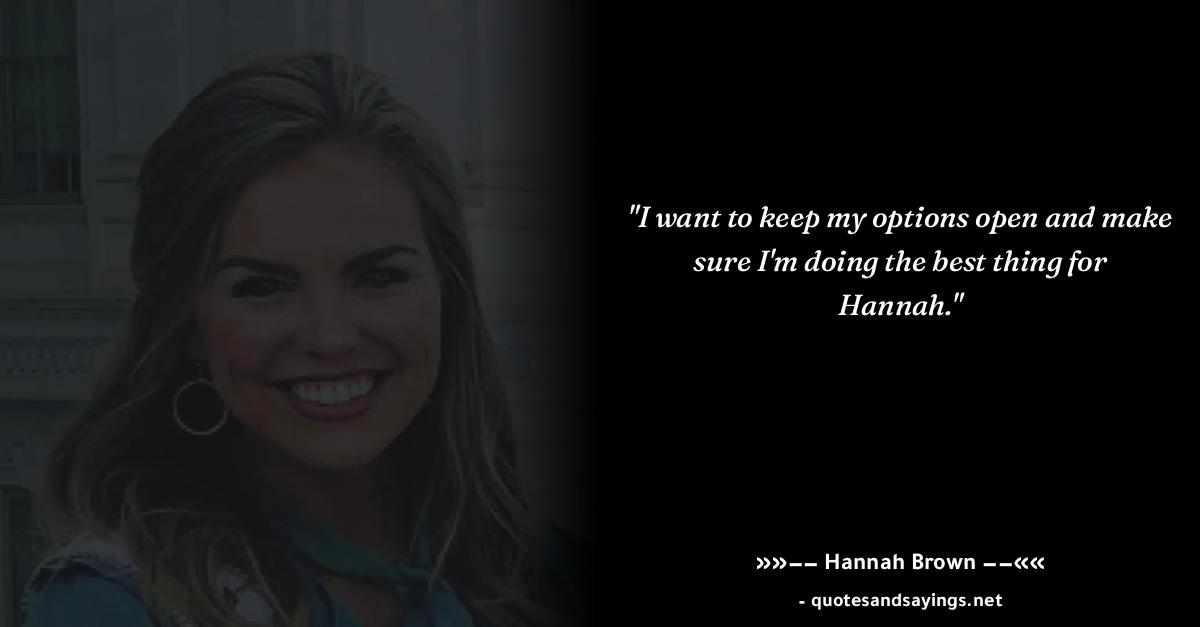 "I want to keep my options open and make
sure I'm doing the best thing for
Hannah."
»»–– Hannah Brown ––««
- quotesandsayings.net